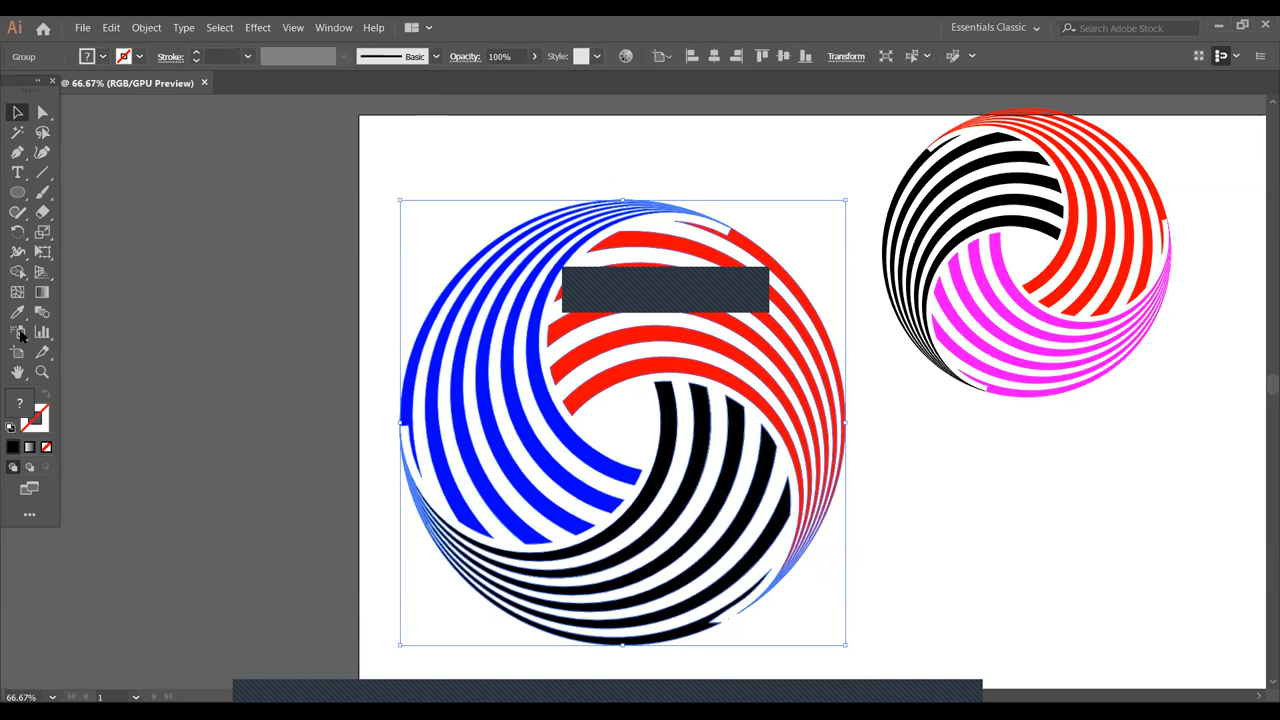 Ai File Edit Object Type Select Effect View Window Help Essentials Classic Search Adobe Stock
Group ? Stroke: Basic Opacity: 100% Style: Transform
@ 66.67% (RGB/GPU Preview)
T
?
66.67% 1